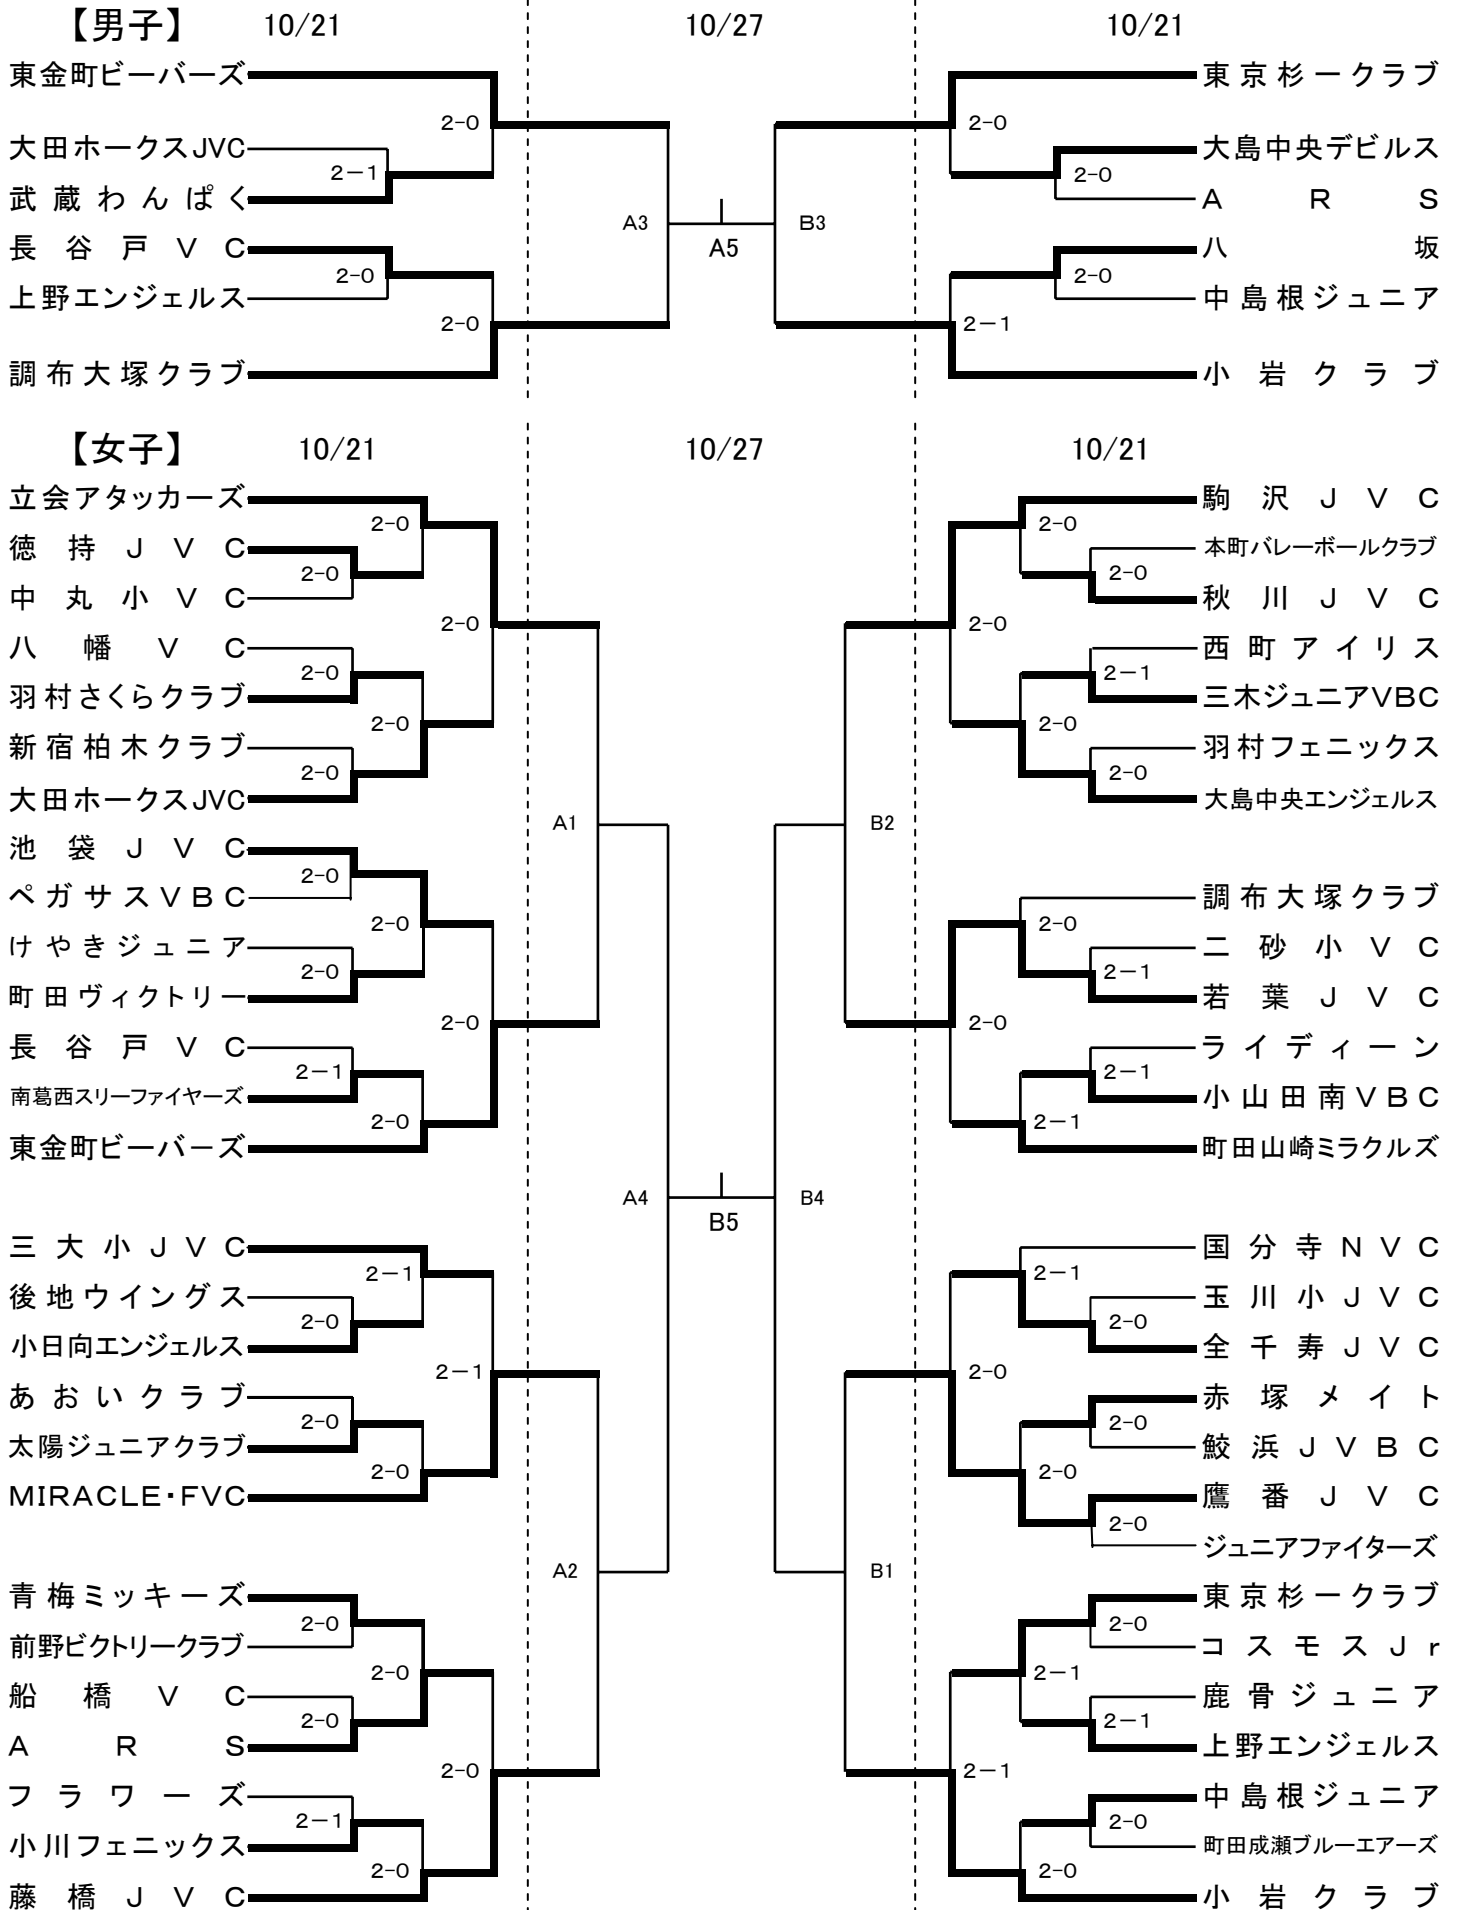 【男子】 10/21 10/27 10/21
東金町ビーバーズ 東京杉一クラブ
2-0 2-0
大田ホークスJVC 大島中央デビルス
2-1 2-0
武蔵わんぱく ARS
A3 A5 B3
長谷戸VC 八坂
2-0 2-0
上野エンジェルス 中島根ジュニア
2-0 2-1
調布大塚クラブ 小岩クラブ
【女子】 10/21 10/27 10/21
立会アタッカーズ 駒沢JVC
2-0 2-0
徳持JVC 本町バレーボールクラブ
2-0 2-0
中丸小VC 秋川JVC
2-0 2-0
八幡VC 西町アイリス
2-0 2-1
羽村さくらクラブ 三木ジュニアVBC
2-0 2-0
新宿柏木クラブ 羽村フェニックス
2-0 2-0
大田ホークスJVC 大島中央エンジェルス
A1 B2
池袋JVC
2-0
ペガサスVBC 調布大塚クラブ
2-0 2-0
けやきジュニア 二砂小VC
2-0 2-1
町田ヴィクトリー 若葉JVC
2-0 2-0
長谷戸VC ライディーン
2-1 2-1
南葛西スリーファイヤーズ 小山田南VBC
2-0 2-1
東金町ビーバーズ 町田山崎ミラクルズ
A4 B5 B4
三大小JVC 国分寺NVC
2-1 2-1
後地ウイングス 玉川小JVC
2-0 2-0
小日向エンジェルス 全千寿JVC
2-1 2-0
あおいクラブ 赤塚メイト
2-0 2-0
太陽ジュニアクラブ 鮫浜JVBC
2-0 2-0
MIRACLE・FVC 鷹番JVC
2-0
ジュニアファイターズ
A2 B1
青梅ミッキーズ 東京杉一クラブ
2-0 2-0
前野ビクトリークラブ コスモスJr
2-0 2-1
船橋VC 鹿骨ジュニア
2-0 2-1
ARS 上野エンジェルス
2-0 2-1
フラワーズ 中島根ジュニア
2-1 2-0
小川フェニックス 町田成瀬ブルーエアーズ
2-0 2-0
藤橋JVC 小岩クラブ